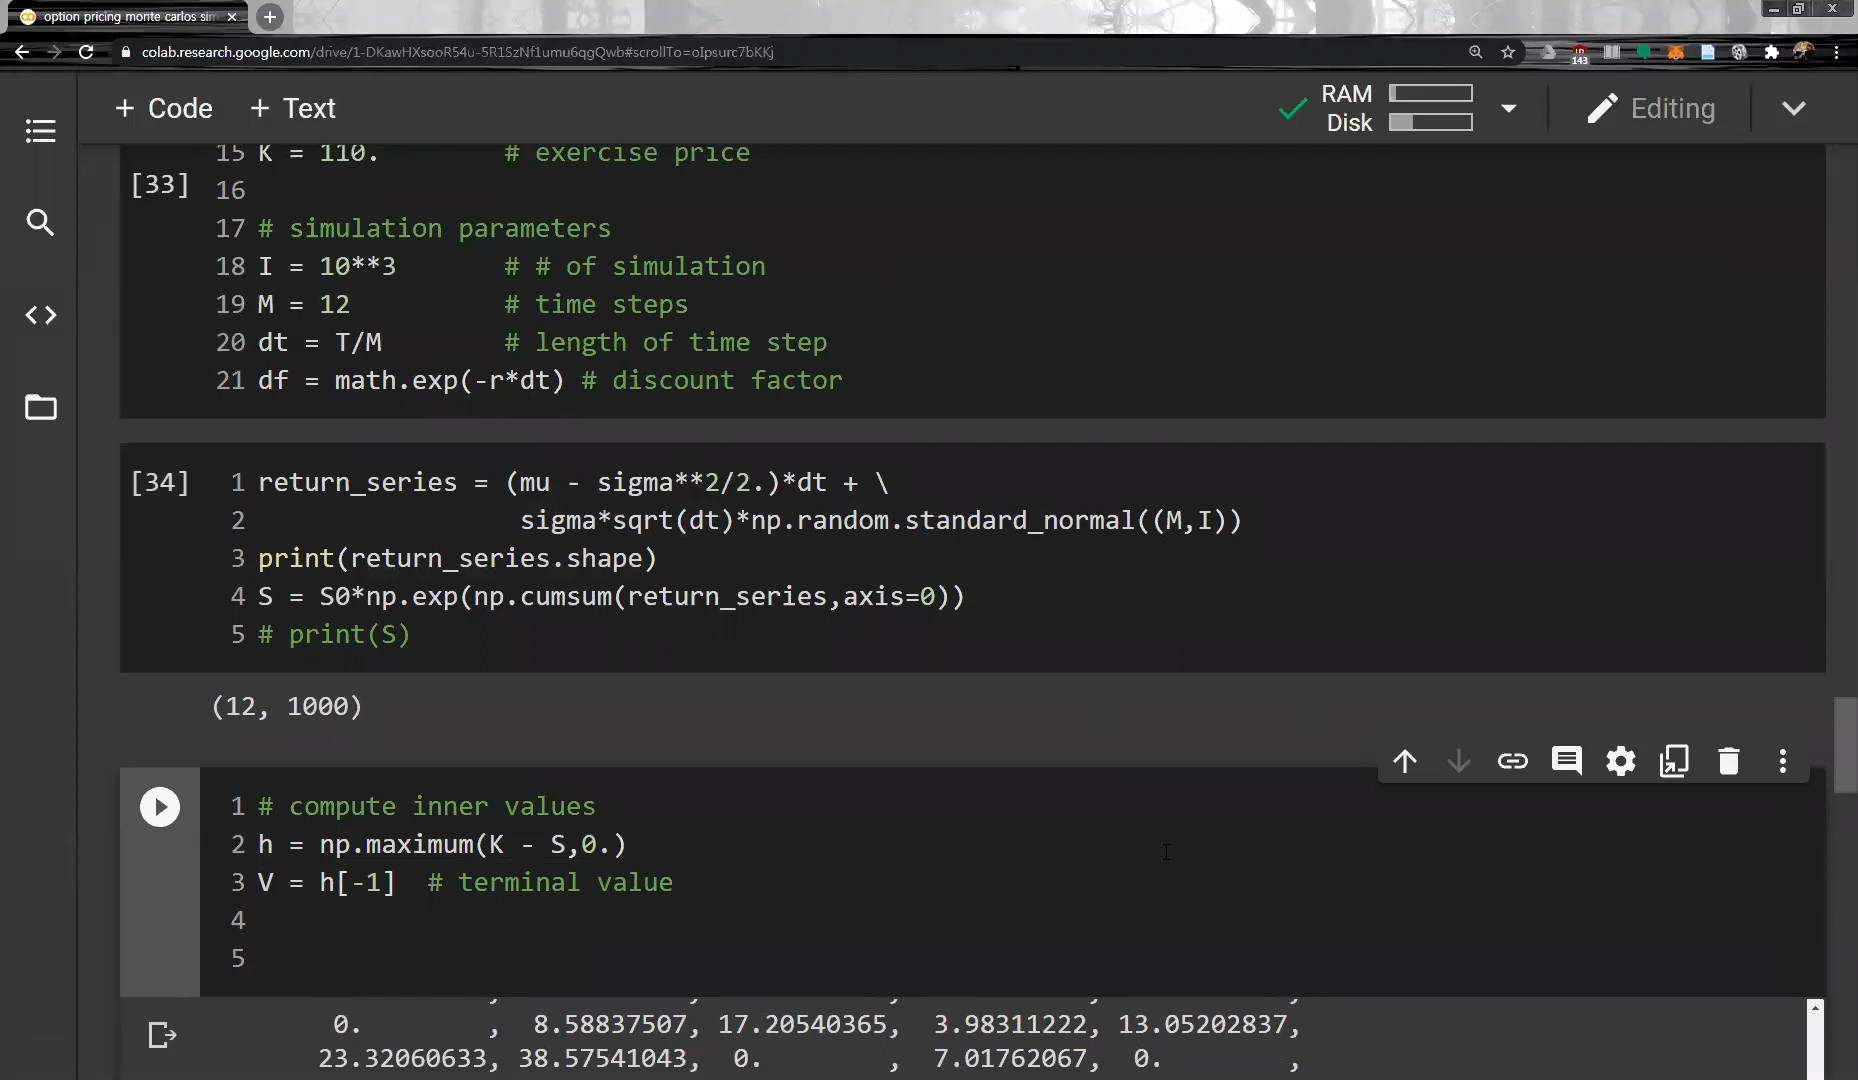 option pricing monte carlos sim
colab.research.google.com/drive/1-DKawHXsooR54u-5R1SzNf1umu6qgQwb#scrollTo=oIpsurc7bKKj
143
+ Code + Text
RAM
Disk
Editing
15 K = 110. # exercise price
[33] 16
17 # simulation parameters
18 I = 10**3 # # of simulation
19 M = 12 # time steps
20 dt = T/M # length of time step
21 df = math.exp(-r*dt) # discount factor
[34] 1 return_series = (mu - sigma**2/2.)*dt + \
2 sigma*sqrt(dt)*np.random.standard_normal((M,I))
3 print(return_series.shape)
4 S = S0*np.exp(np.cumsum(return_series,axis=0))
5 # print(S)
(12, 1000)
1 # compute inner values
2 h = np.maximum(K - S,0.)
3 V = h[-1] # terminal value
4
5
0. , 8.58837507, 17.20540365, 3.98311222, 13.05202837,
23.32060633, 38.57541043, 0. , 7.01762067, 0. ,